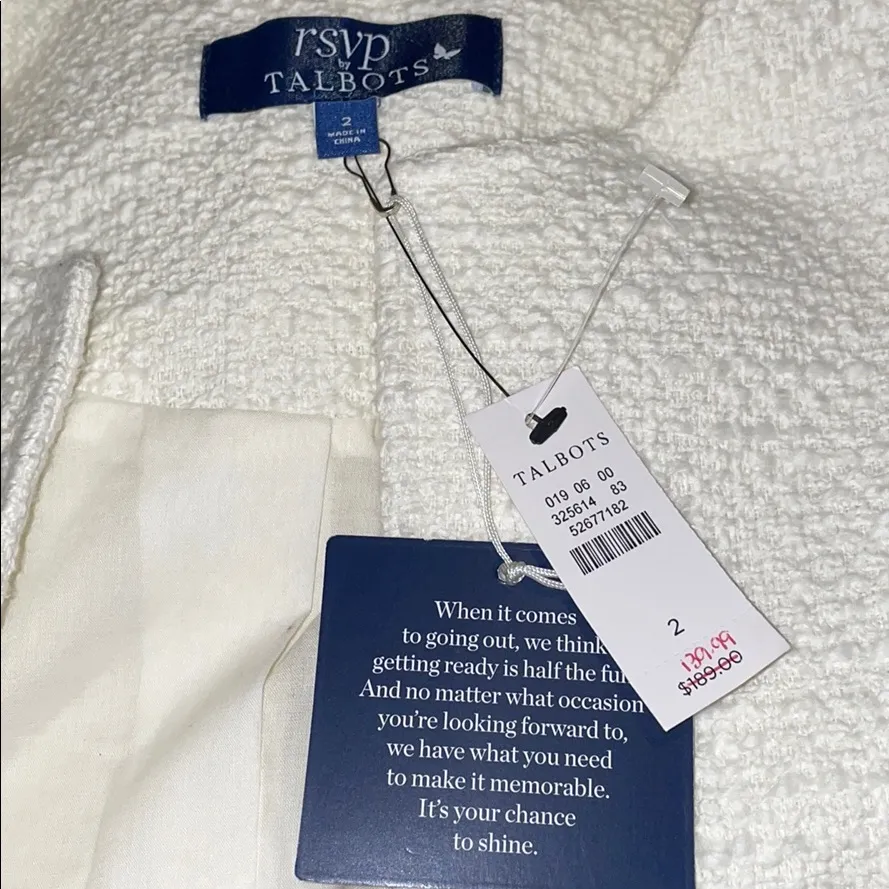 rsvp
by
TALBOTS
2
MADE IN
CHINA
TALBOTS
019 06 00
325614 83
52677182
2
139.99
$189.00
When it comes
to going out, we think
getting ready is half the
And no matter what occasion
you're looking forward to,
we have what you need
to make it memorable.
It's your chance
to shine.